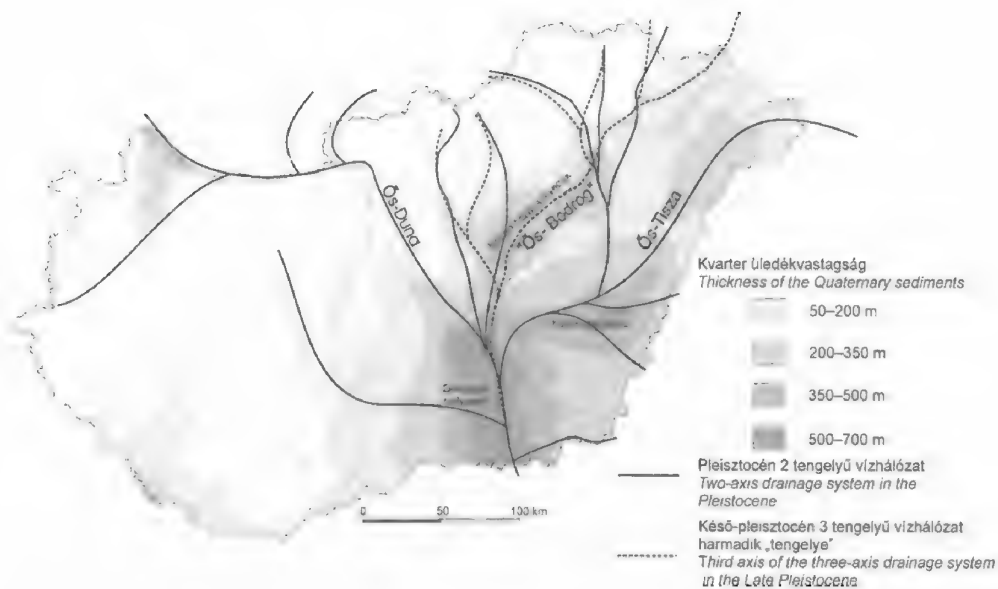 Ős-Duna
"Ős- Bodrog"
Ős-Tisza
Kvarter üledékvastagság
Thickness of the Quaternary sediments
50–200 m
200–350 m
350–500 m
500–700 m
Pleisztocén 2 tengelyű vízhálózat
Two-axis drainage system in the
Pleistocene
Késő-pleisztocén 3 tengelyű vízhálózat
harmadik „tengelye"
Third axis of the three-axis drainage system
in the Late Pleistocene
0 50 100 km